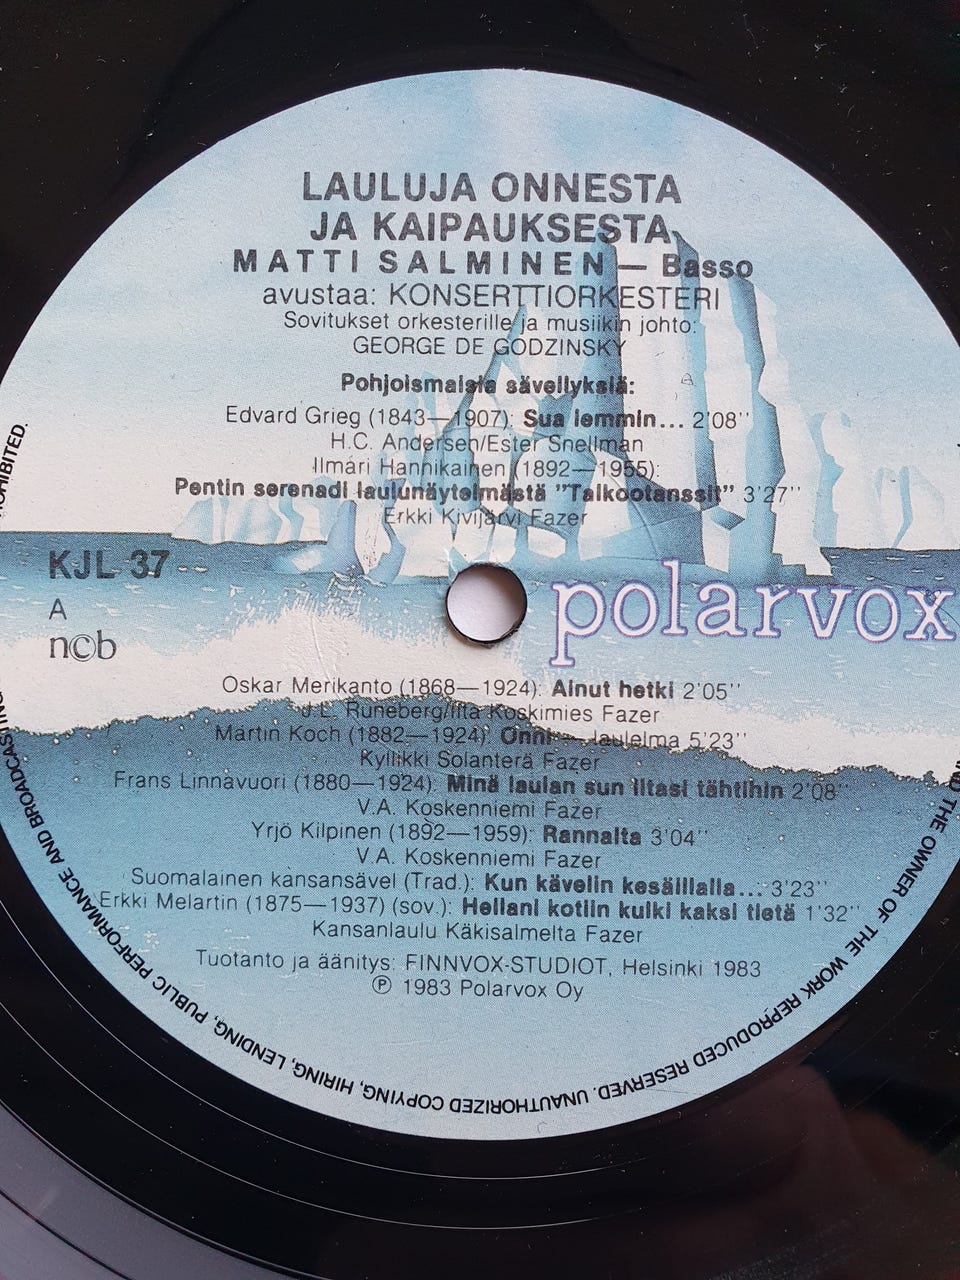 LAULUJA ONNESTA
JA KAIPAUKSESTA
MATTI SALMINEN — Basso
avustaa: KONSERTTIORKESTERI
Sovitukset orkesterille ja musiikin johto:
GEORGE DE GODZINSKY
Pohjoismaisia sävellyksiä:
Edvard Grieg (1843—1907): Sua lemmin... 2'08''
H.C. Andersen/Ester Snellman
Ilmari Hannikainen (1892—1955):
Pentin serenadi laulunäytelmästä "Talkootanssit" 3'27''
Erkki Kivijärvi Fazer
KJL 37
A
ncb
polarvox
Oskar Merikanto (1868—1924): Ainut hetki 2'05''
J.L. Runeberg/Ilta Koskimies Fazer
Martin Koch (1882—1924): Onni — laulelma 5'23''
Kyllikki Solanterä Fazer
Frans Linnavuori (1880—1924): Minä laulan sun iltasi tähtihin 2'08''
V.A. Koskenniemi Fazer
Yrjö Kilpinen (1892—1959): Rannalta 3'04''
V.A. Koskenniemi Fazer
Suomalainen kansansävel (Trad.): Kun kävelin kesäillalla... 3'23''
Erkki Melartin (1875—1937) (sov.): Hellani kotiin kulki kaksi tietä 1'32''
Kansanlaulu Käkisalmelta Fazer
Tuotanto ja äänitys: FINNVOX-STUDIOT, Helsinki 1983
Ⓟ 1983 Polarvox Oy
THE OWNER OF THE WORK REPRODUCED RESERVED. UNAUTHORIZED COPYING, HIRING, LENDING, PUBLIC PERFORMANCE AND BROADCASTING